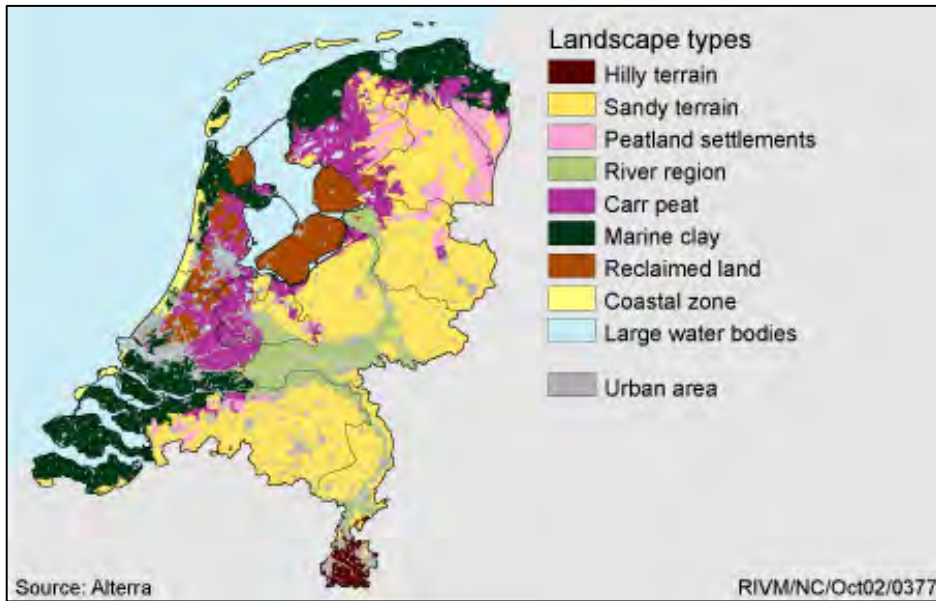 Landscape types
Hilly terrain
Sandy terrain
Peatland settlements
River region
Carr peat
Marine clay
Reclaimed land
Coastal zone
Large water bodies
Urban area
Source: Alterra
RIVM/NC/Oct02/0377